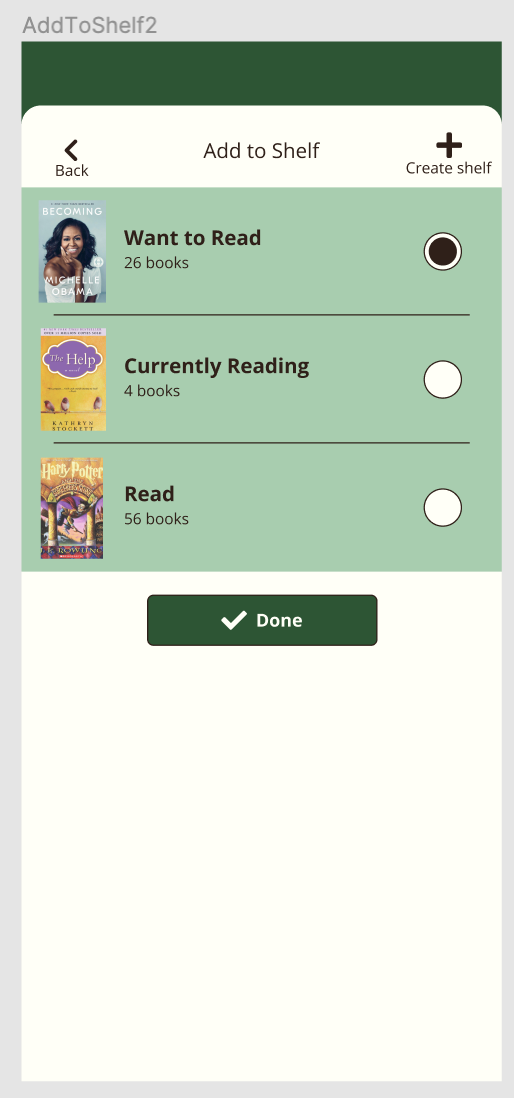 AddToShelf2
Back
Add to Shelf
Create shelf
BECOMING
MICHELLE
OBAMA
Want to Read
26 books
The Help
a novel
KATHRYN
STOCKETT
Currently Reading
4 books
Harry Potter
J. K. ROWLING
Read
56 books
Done